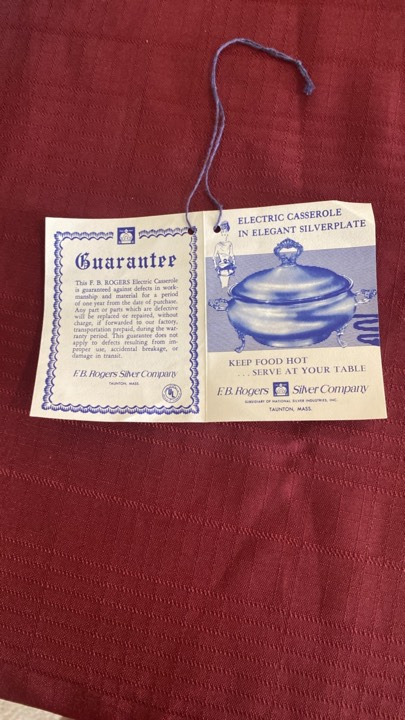 Guarantee
This F. B. ROGERS Electric Casserole
is guaranteed against defects in work-
manship and material for a period
of one year from the date of purchase.
Any part or parts which are defective
will be replaced or repaired, without
charge, if forwarded to our factory,
transportation prepaid, during the war-
ranty period. This guarantee does not
apply to defects resulting from im-
proper use, accidental breakage, or
damage in transit.
F.B. Rogers Silver Company
TAUNTON, MASS.
UL
ELECTRIC CASSEROLE
IN ELEGANT SILVERPLATE
KEEP FOOD HOT
. . . SERVE AT YOUR TABLE
F.B. Rogers Silver Company
SUBSIDIARY OF NATIONAL SILVER INDUSTRIES, INC.
TAUNTON, MASS.